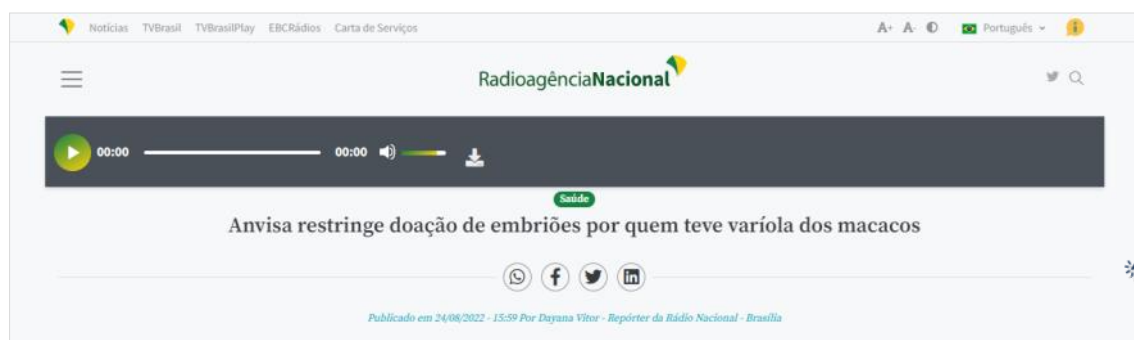 Notícias TVBrasil TVBrasilPlay EBCRádios Carta de Serviços A+ A- Português
RadioagênciaNacional
00:00 00:00
Saúde
Anvisa restringe doação de embriões por quem teve varíola dos macacos
Publicado em 24/08/2022 - 15:59 Por Dayana Vitor - Repórter da Rádio Nacional - Brasília